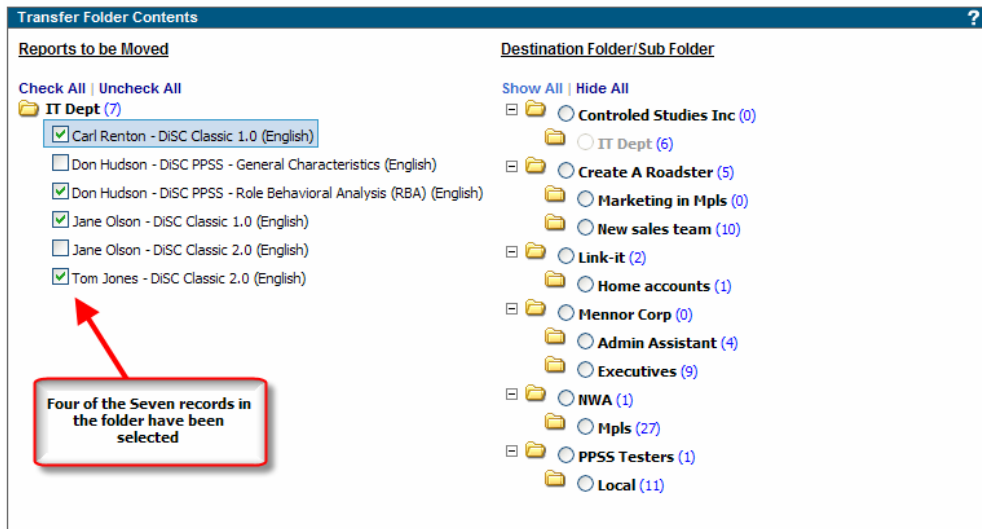 Transfer Folder Contents ?
Reports to be Moved
Check All | Uncheck All
IT Dept (7)
Carl Renton - DiSC Classic 1.0 (English)
Don Hudson - DiSC PPSS - General Characteristics (English)
Don Hudson - DiSC PPSS - Role Behavioral Analysis (RBA) (English)
Jane Olson - DiSC Classic 1.0 (English)
Jane Olson - DiSC Classic 2.0 (English)
Tom Jones - DiSC Classic 2.0 (English)
Four of the Seven records in
the folder have been
selected
Destination Folder/Sub Folder
Show All | Hide All
Controled Studies Inc (0)
IT Dept (6)
Create A Roadster (5)
Marketing in Mpls (0)
New sales team (10)
Link-it (2)
Home accounts (1)
Mennor Corp (0)
Admin Assistant (4)
Executives (9)
NWA (1)
Mpls (27)
PPSS Testers (1)
Local (11)